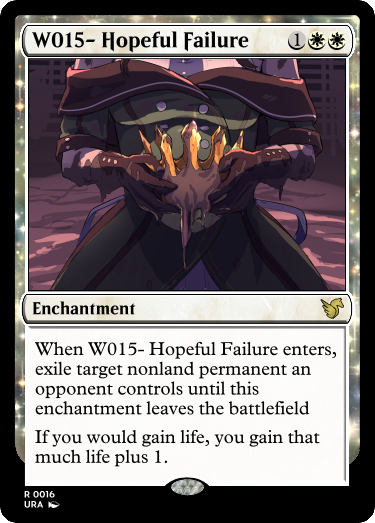 W015- Hopeful Failure 1
Enchantment
When W015- Hopeful Failure enters,
exile target nonland permanent an
opponent controls until this
enchantment leaves the battlefield
If you would gain life, you gain that
much life plus 1.
R 0016
URA